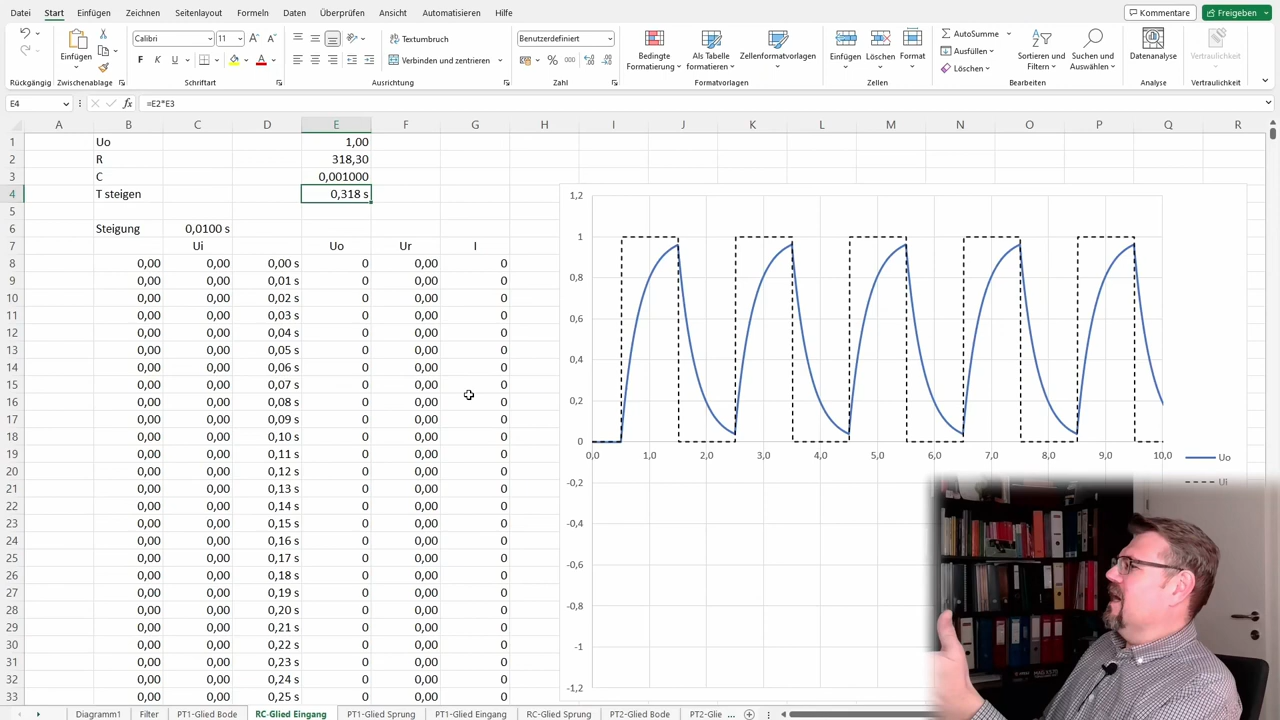 Datei Start Einfügen Zeichnen Seitenlayout Formeln Daten Überprüfen Ansicht Automatisieren Hilfe Kommentare Freigeben
Calibri 11 Textumbruch Benutzerdefiniert AutoSumme
Einfügen F K U Verbinden und zentrieren Bedingte Formatierung Als Tabelle formatieren Zellenformatvorlagen Einfügen Löschen Format Ausfüllen Löschen Sortieren und Filtern Suchen und Auswählen Datenanalyse Vertraulichkeit
Rückgängig Zwischenablage Schriftart Ausrichtung Zahl Formatvorlagen Zellen Bearbeiten Analyse Vertraulichkeit
E4 fx =E2*E3
A B C D E F G H I J K L M N O P Q R
1 Uo 1,00
2 R 318,30
3 C 0,001000
4 T steigen 0,318 s
5
6 Steigung 0,0100 s
7 Ui Uo Ur I
8 0,00 0,00 0,00 s 0 0,00 0
9 0,00 0,00 0,01 s 0 0,00 0
10 0,00 0,00 0,02 s 0 0,00 0
11 0,00 0,00 0,03 s 0 0,00 0
12 0,00 0,00 0,04 s 0 0,00 0
13 0,00 0,00 0,05 s 0 0,00 0
14 0,00 0,00 0,06 s 0 0,00 0
15 0,00 0,00 0,07 s 0 0,00 0
16 0,00 0,00 0,08 s 0 0,00 0
17 0,00 0,00 0,09 s 0 0,00 0
18 0,00 0,00 0,10 s 0 0,00 0
19 0,00 0,00 0,11 s 0 0,00 0
20 0,00 0,00 0,12 s 0 0,00 0
21 0,00 0,00 0,13 s 0 0,00 0
22 0,00 0,00 0,14 s 0 0,00 0
23 0,00 0,00 0,15 s 0 0,00 0
24 0,00 0,00 0,16 s 0 0,00 0
25 0,00 0,00 0,17 s 0 0,00 0
26 0,00 0,00 0,18 s 0 0,00 0
27 0,00 0,00 0,19 s 0 0,00 0
28 0,00 0,00 0,20 s 0 0,00 0
29 0,00 0,00 0,21 s 0 0,00 0
30 0,00 0,00 0,22 s 0 0,00 0
31 0,00 0,00 0,23 s 0 0,00 0
32 0,00 0,00 0,24 s 0 0,00 0
33 0,00 0,00 0,25 s 0 0,00 0
1,2
1
0,8
0,6
0,4
0,2
0
0,0 1,0 2,0 3,0 4,0 5,0 6,0 7,0 8,0 9,0 10,0
Uo
Ui
-0,2
-0,4
-0,6
-0,8
-1
-1,2
Diagramm1 Filter PT1-Glied Bode RC-Glied Eingang PT1-Glied Sprung PT1-Glied Eingang RC-Glied Sprung PT2-Glied Bode PT2-Glie ...